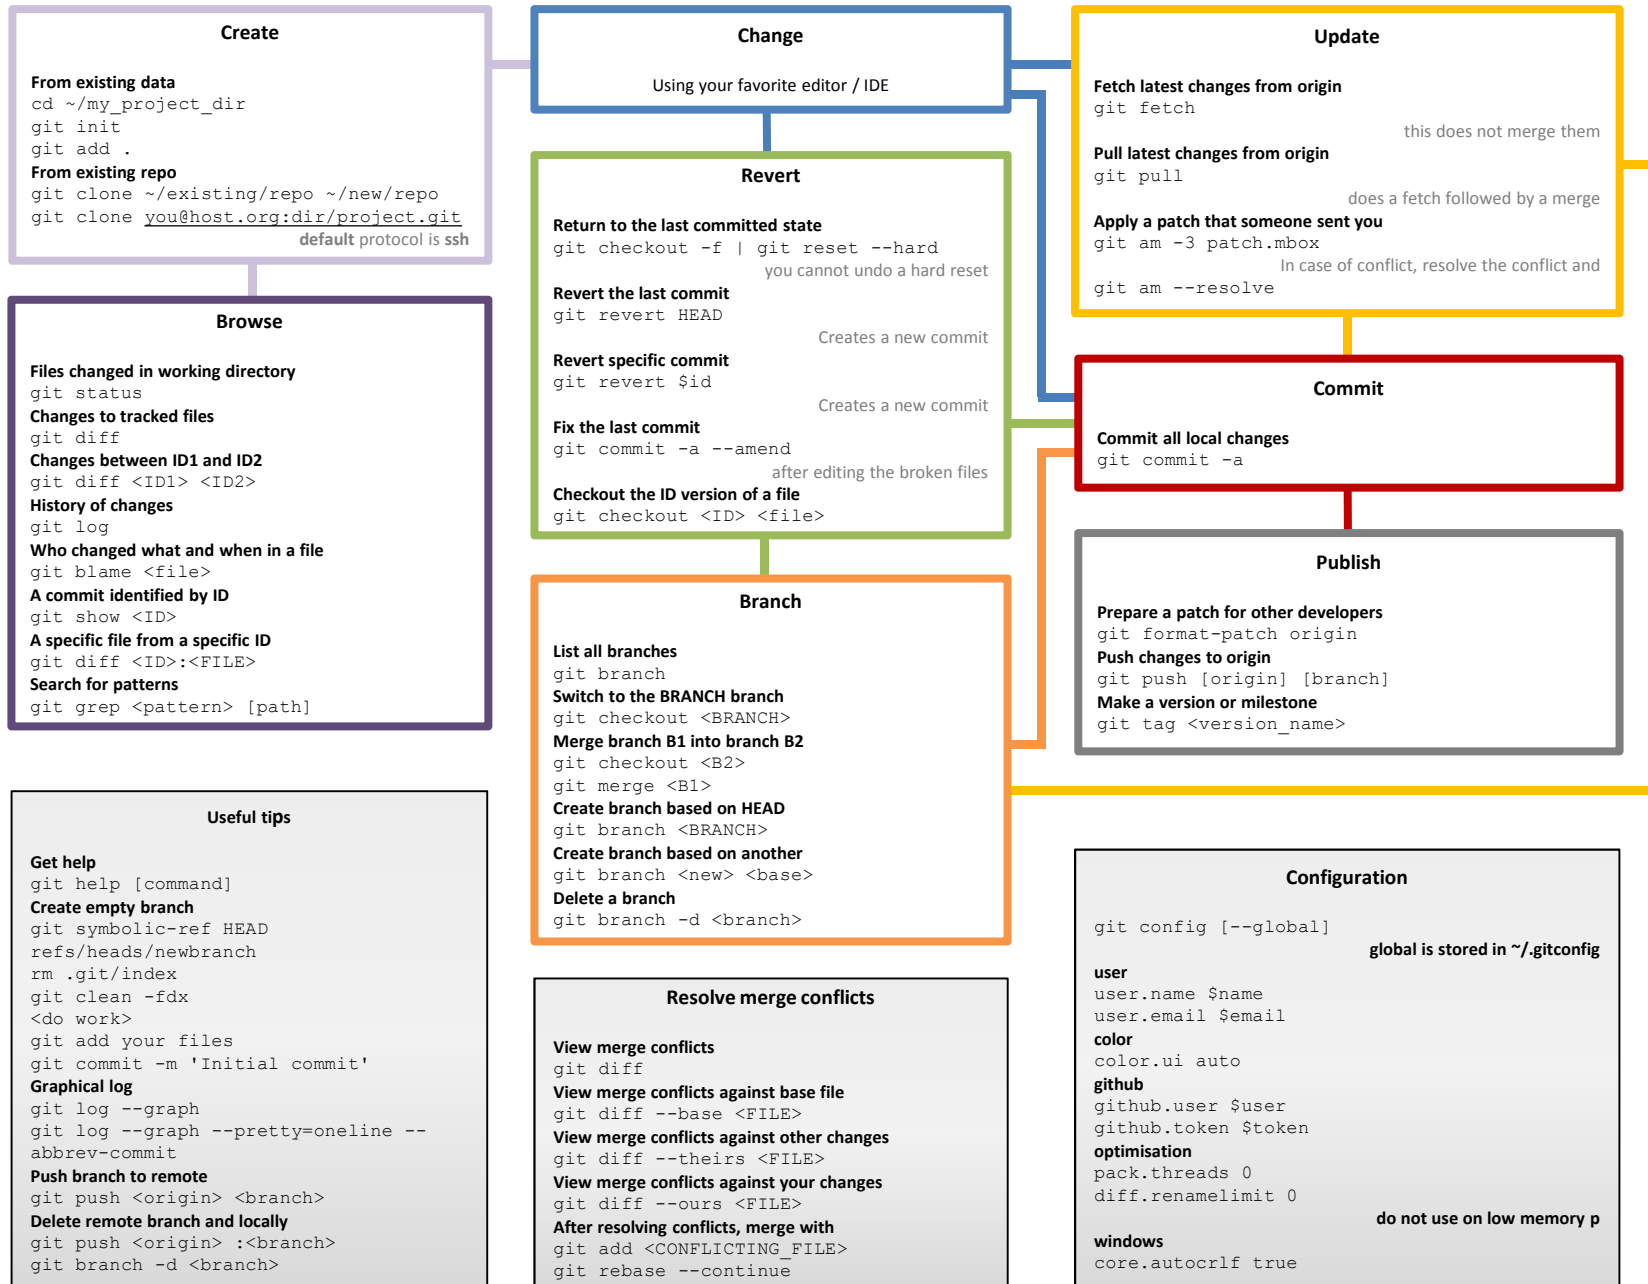 Create
From existing data
cd ~/my_project_dir
git init
git add .
From existing repo
git clone ~/existing/repo ~/new/repo
git clone you@host.org:dir/project.git
default protocol is ssh
Browse
Files changed in working directory
git status
Changes to tracked files
git diff
Changes between ID1 and ID2
git diff <ID1> <ID2>
History of changes
git log
Who changed what and when in a file
git blame <file>
A commit identified by ID
git show <ID>
A specific file from a specific ID
git diff <ID>:<FILE>
Search for patterns
git grep <pattern> [path]
Useful tips
Get help
git help [command]
Create empty branch
git symbolic-ref HEAD
refs/heads/newbranch
rm .git/index
git clean -fdx
<do work>
git add your files
git commit -m 'Initial commit'
Graphical log
git log --graph
git log --graph --pretty=oneline --
abbrev-commit
Push branch to remote
git push <origin> <branch>
Delete remote branch and locally
git push <origin> :<branch>
git branch -d <branch>
Change
Using your favorite editor / IDE
Revert
Return to the last committed state
git checkout -f | git reset --hard
you cannot undo a hard reset
Revert the last commit
git revert HEAD
Creates a new commit
Revert specific commit
git revert $id
Creates a new commit
Fix the last commit
git commit -a --amend
after editing the broken files
Checkout the ID version of a file
git checkout <ID> <file>
Branch
List all branches
git branch
Switch to the BRANCH branch
git checkout <BRANCH>
Merge branch B1 into branch B2
git checkout <B2>
git merge <B1>
Create branch based on HEAD
git branch <BRANCH>
Create branch based on another
git branch <new> <base>
Delete a branch
git branch -d <branch>
Resolve merge conflicts
View merge conflicts
git diff
View merge conflicts against base file
git diff --base <FILE>
View merge conflicts against other changes
git diff --theirs <FILE>
View merge conflicts against your changes
git diff --ours <FILE>
After resolving conflicts, merge with
git add <CONFLICTING_FILE>
git rebase --continue
Update
Fetch latest changes from origin
git fetch
this does not merge them
Pull latest changes from origin
git pull
does a fetch followed by a merge
Apply a patch that someone sent you
git am -3 patch.mbox
In case of conflict, resolve the conflict and
git am --resolve
Commit
Commit all local changes
git commit -a
Publish
Prepare a patch for other developers
git format-patch origin
Push changes to origin
git push [origin] [branch]
Make a version or milestone
git tag <version_name>
Configuration
git config [--global]
global is stored in ~/.gitconfig
user
user.name $name
user.email $email
color
color.ui auto
github
github.user $user
github.token $token
optimisation
pack.threads 0
diff.renamelimit 0
do not use on low memory p
windows
core.autocrlf true